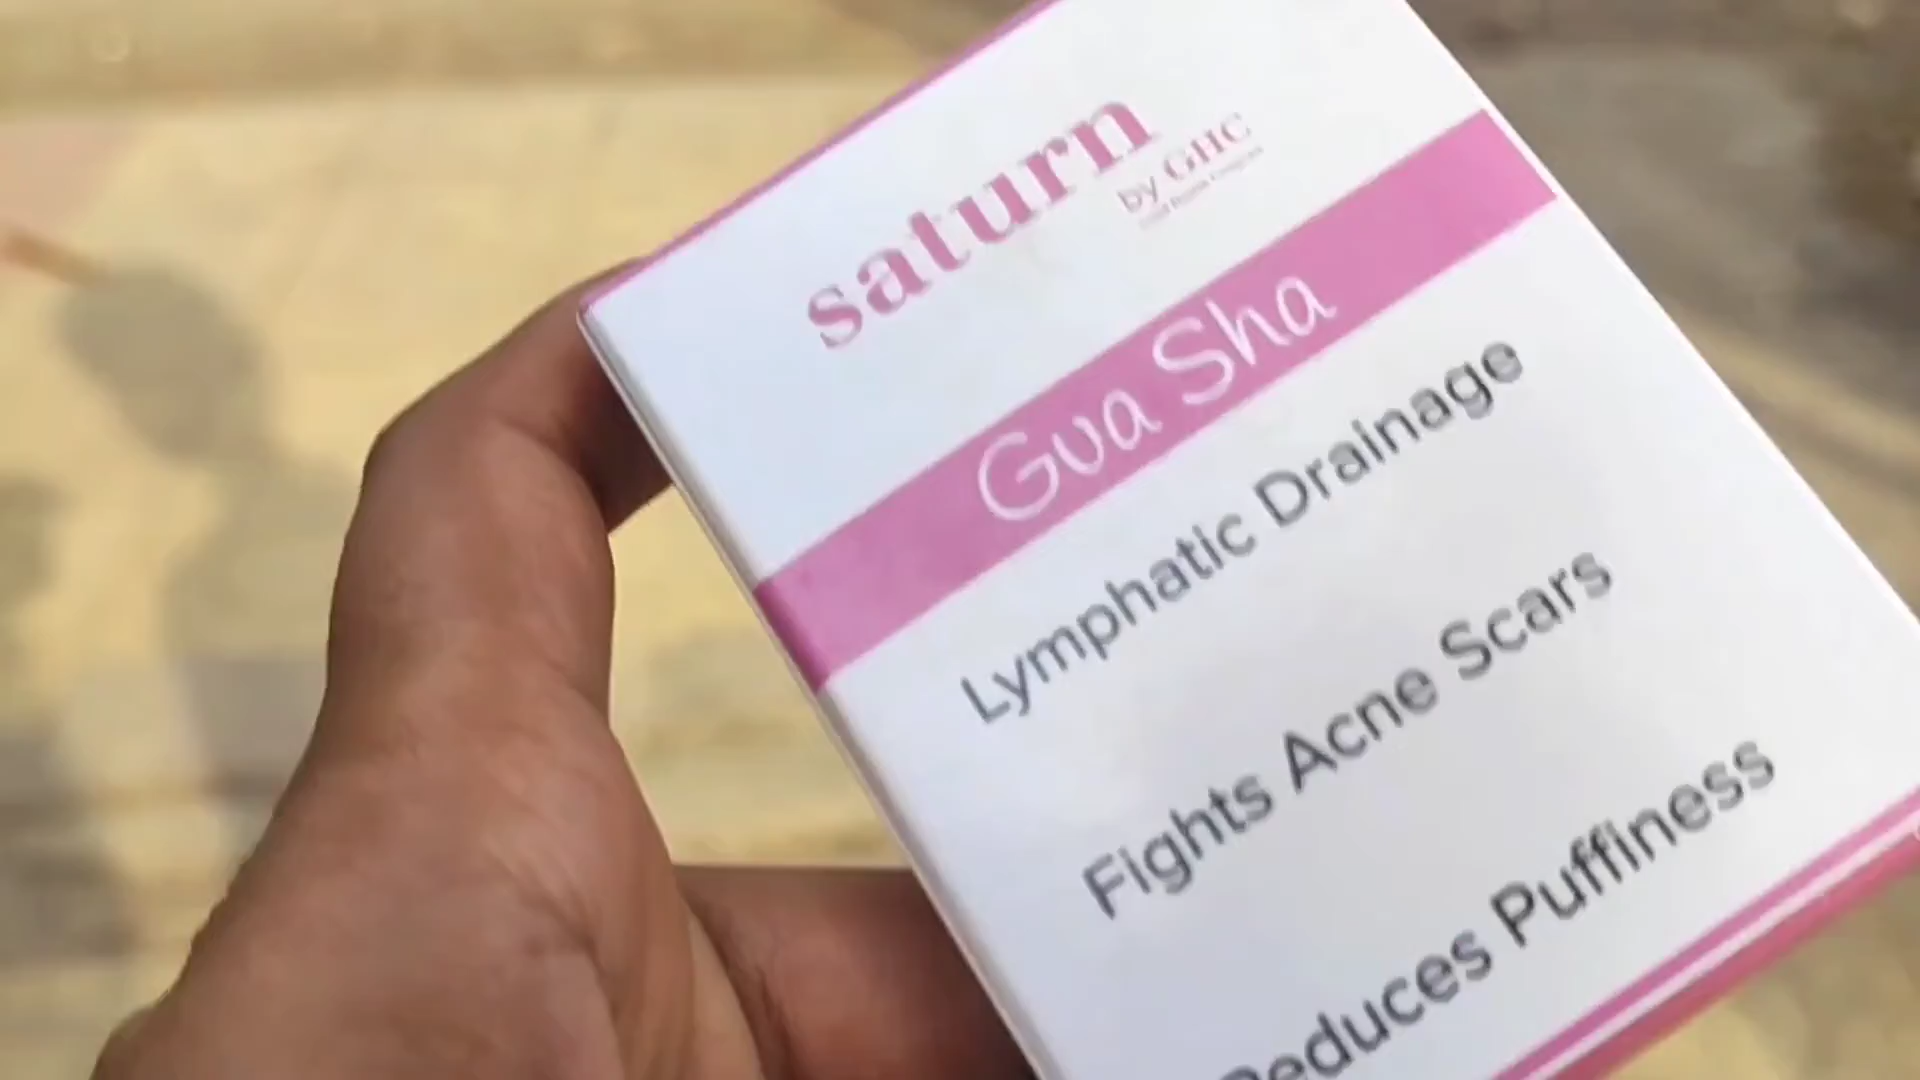 saturn
by GHC
Gua Sha
Lymphatic Drainage
Fights Acne Scars
Reduces Puffiness